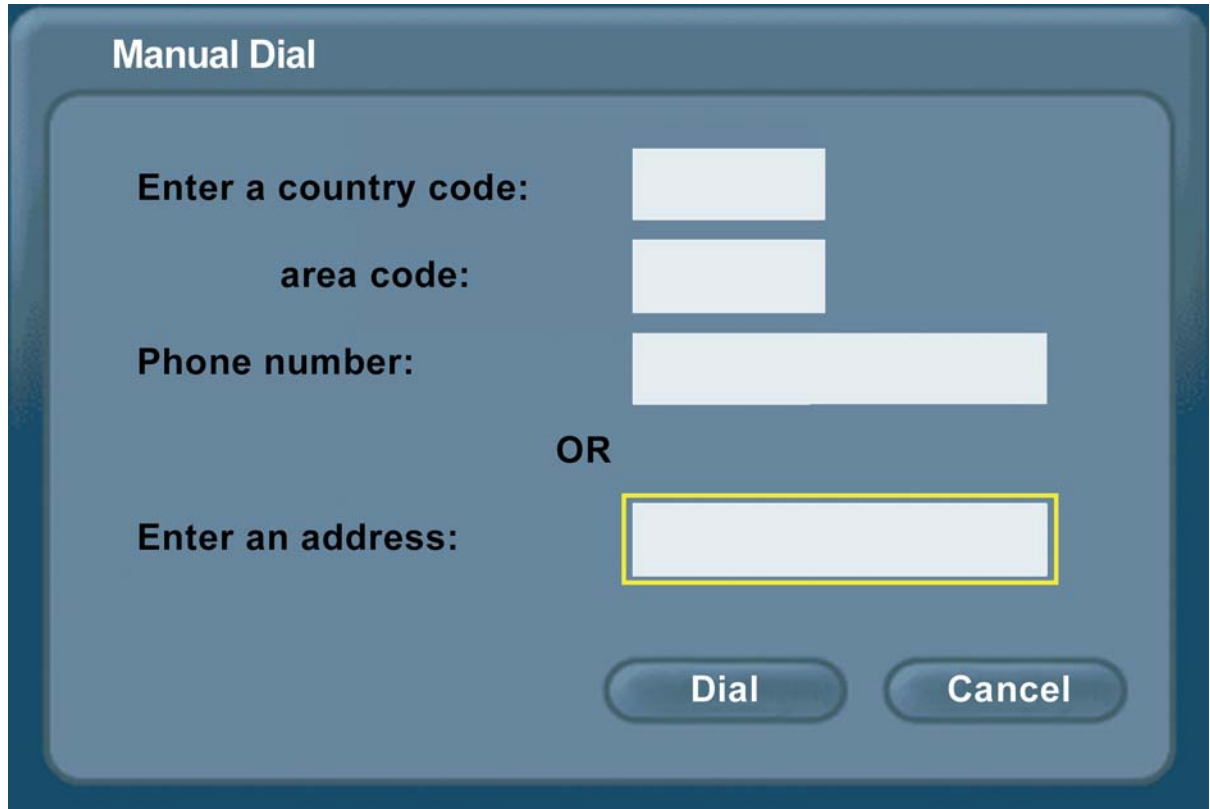 Manual Dial
Enter a country code:
area code:
Phone number:
OR
Enter an address:
Dial
Cancel